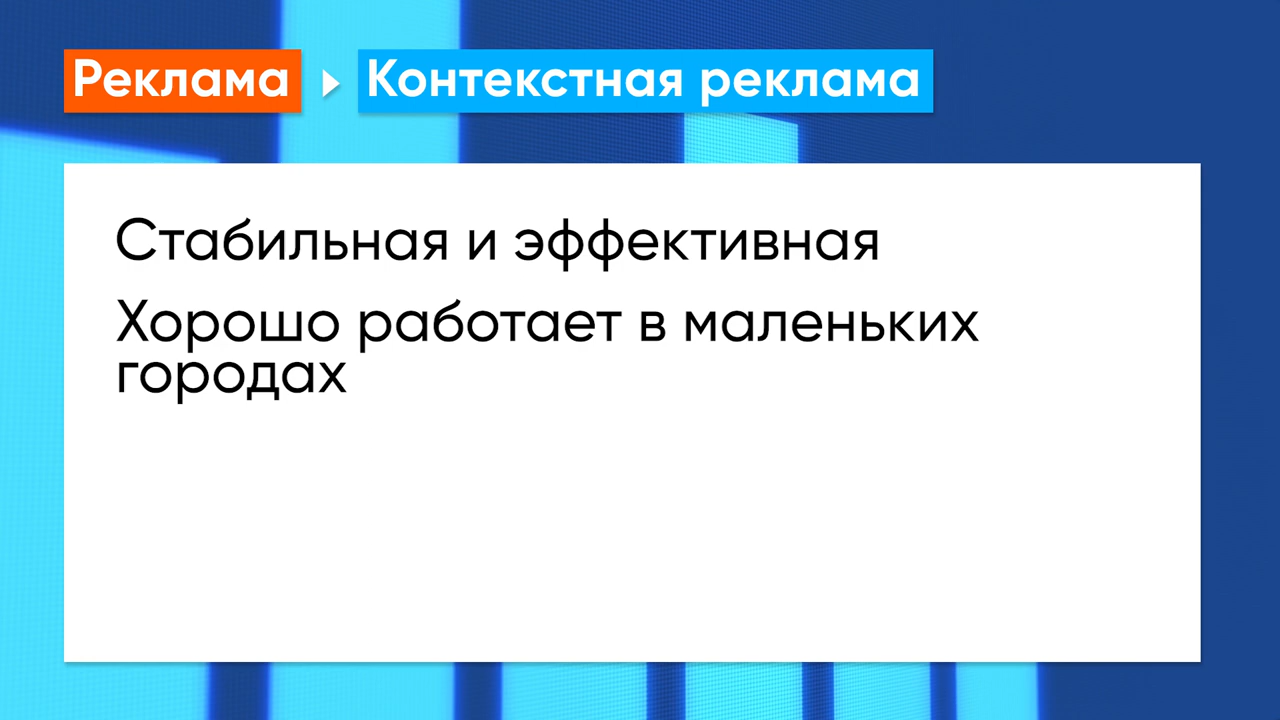 Реклама ▸ Контекстная реклама
Стабильная и эффективная
Хорошо работает в маленьких
городах